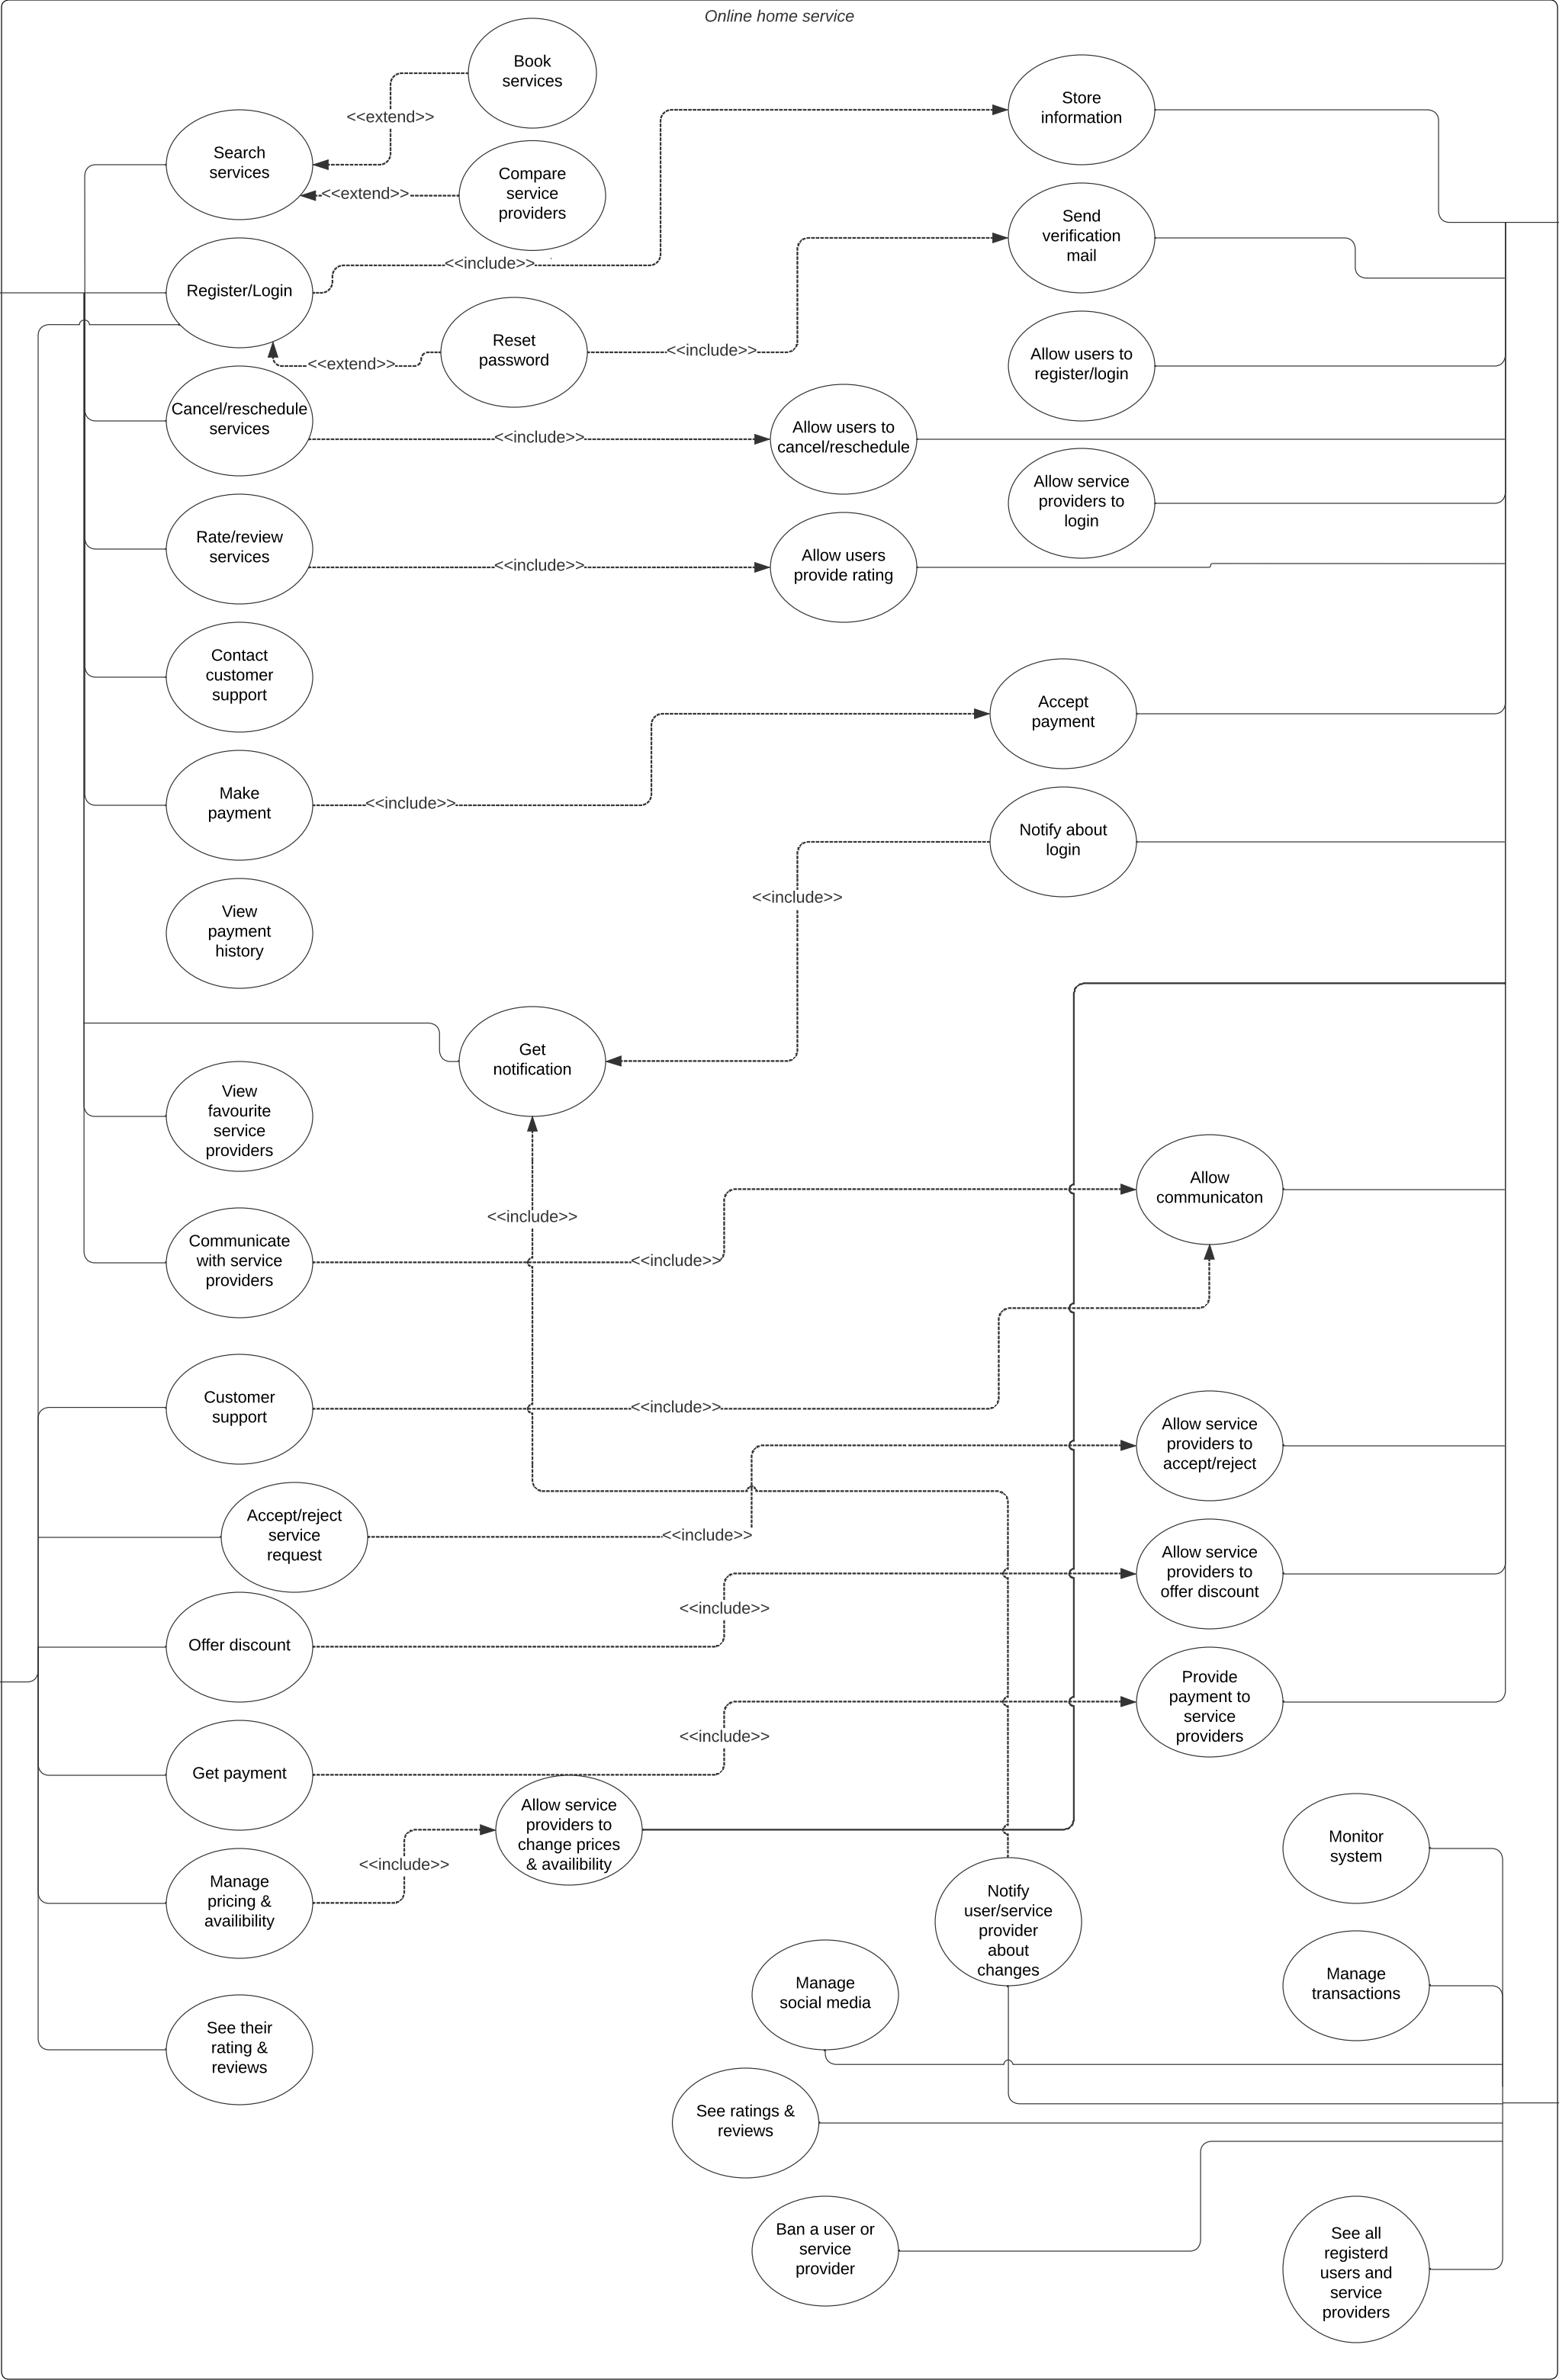 Online home service
Book
services
<<extend>>
Search
services
Compare
service
providers
<<extend>>
Store
information
Send
verification
mail
Register/Login
<<include>>
Reset
password
<<extend>>
<<include>>
Allow users to
register/login
Cancel/reschedule
services
<<include>>
Allow users to
cancel/reschedule
Allow service
providers to
login
Rate/review
services
<<include>>
Allow users
provide rating
Contact
customer
support
Accept
payment
Make
payment
<<include>>
Notify about
login
<<include>>
View
payment
history
Get
notification
View
favourite
service
providers
Allow
communicaton
<<include>>
Communicate
with service
providers
<<include>>
Customer
support
<<include>>
Allow service
providers to
accept/reject
Accept/reject
service
request
<<include>>
Allow service
providers to
offer discount
<<include>>
Offer discount
Provide
payment to
service
providers
<<include>>
Get payment
Allow service
providers to
change prices
& availibility
<<include>>
Manage
pricing &
availibility
Monitor
system
Notify
user/service
provider
about
changes
Manage
social media
Manage
transactions
See their
rating &
reviews
See ratings &
reviews
Ban a user or
service
provider
See all
registerd
users and
service
providers